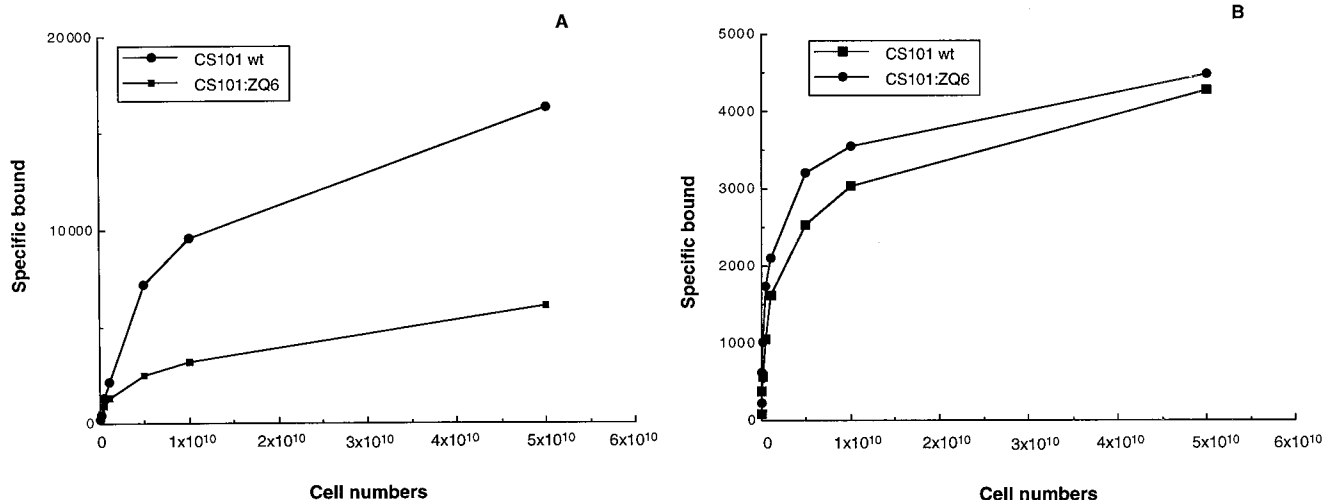 A
20000
CS101 wt
CS101:ZQ6
Specific bound
10000
0
0
1x10¹⁰
2x10¹⁰
3x10¹⁰
4x10¹⁰
5x10¹⁰
6x10¹⁰
Cell numbers
B
5000
CS101 wt
CS101:ZQ6
4000
Specific bound
3000
2000
1000
0
0
1x10¹⁰
2x10¹⁰
3x10¹⁰
4x10¹⁰
5x10¹⁰
6x10¹⁰
Cell numbers